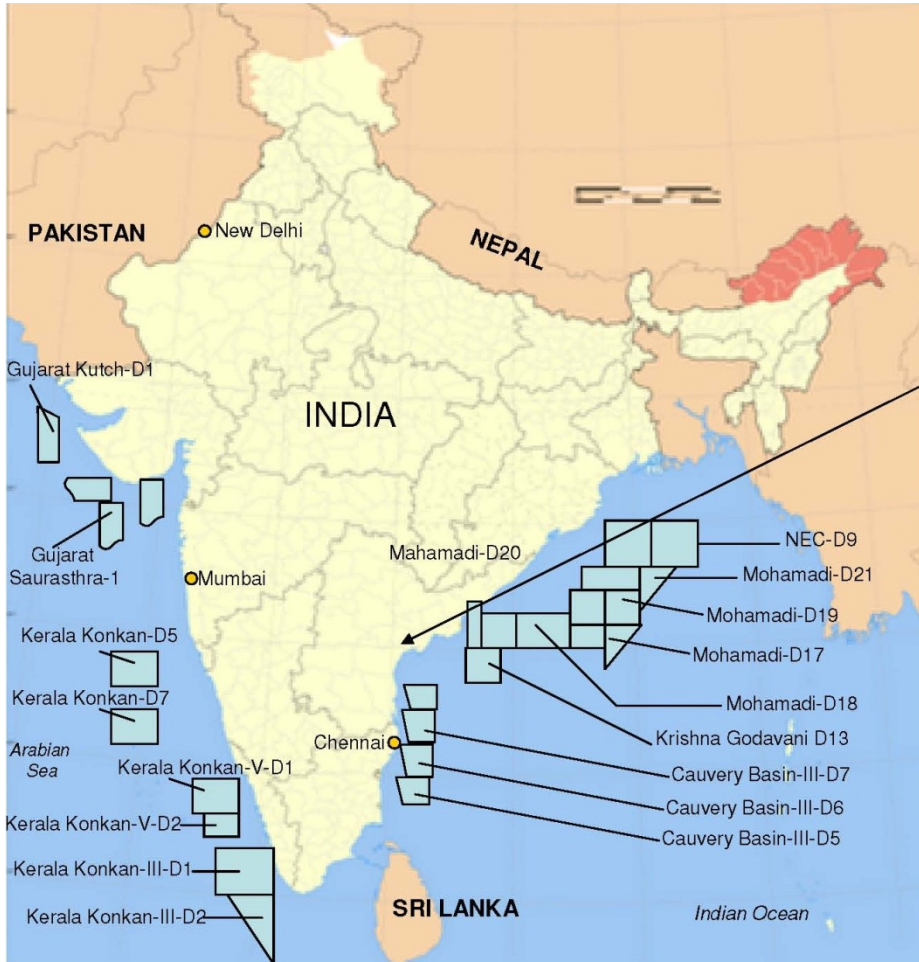 PAKISTAN
New Delhi
NEPAL
Gujarat Kutch-D1
INDIA
Gujarat
Saurasthra-1
Mumbai
Mahamadi-D20
NEC-D9
Mohamadi-D21
Mohamadi-D19
Mohamadi-D17
Mohamadi-D18
Krishna Godavani D13
Kerala Konkan-D5
Kerala Konkan-D7
Arabian
Sea
Chennai
Kerala Konkan-V-D1
Kerala Konkan-V-D2
Cauvery Basin-III-D7
Cauvery Basin-III-D6
Cauvery Basin-III-D5
Kerala Konkan-III-D1
Kerala Konkan-III-D2
SRI LANKA
Indian Ocean